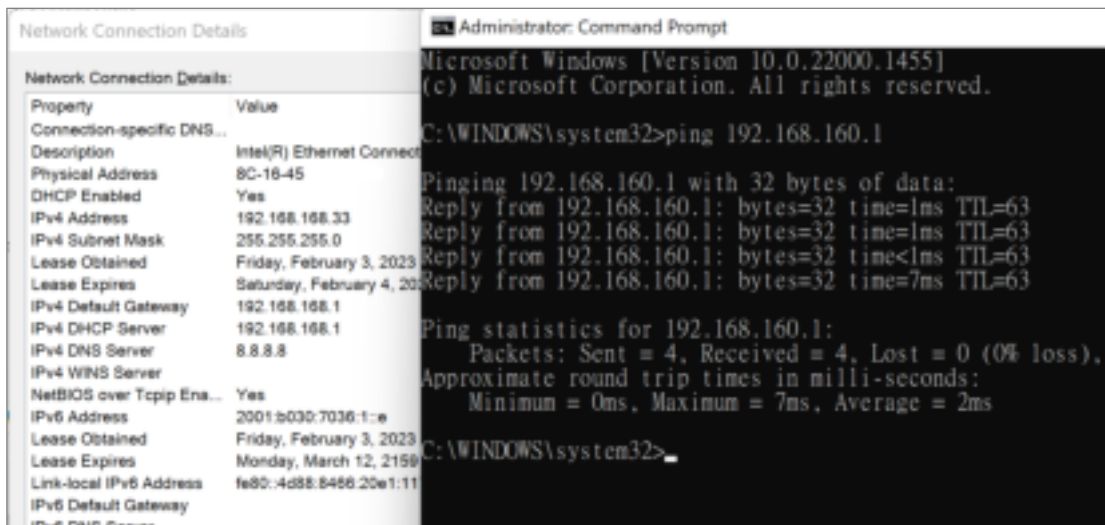 Network Connection Details
Network Connection Details:
Property Value
Connection-specific DNS...
Description Intel(R) Ethernet Connect
Physical Address 8C-16-45
DHCP Enabled Yes
IPv4 Address 192.168.168.33
IPv4 Subnet Mask 255.255.255.0
Lease Obtained Friday, February 3, 2023
Lease Expires Saturday, February 4, 20
IPv4 Default Gateway 192.168.168.1
IPv4 DHCP Server 192.168.168.1
IPv4 DNS Server 8.8.8.8
IPv4 WINS Server
NetBIOS over Tcpip Ena... Yes
IPv6 Address 2001:b030:7036:1::e
Lease Obtained Friday, February 3, 2023
Lease Expires Monday, March 12, 2159
Link-local IPv6 Address fe80::4d88:8466:20e1:11
IPv6 Default Gateway
IPv6 DNS Server
Administrator: Command Prompt
Microsoft Windows [Version 10.0.22000.1455]
(c) Microsoft Corporation. All rights reserved.
C:\WINDOWS\system32>ping 192.168.160.1
Pinging 192.168.160.1 with 32 bytes of data:
Reply from 192.168.160.1: bytes=32 time=1ms TTL=63
Reply from 192.168.160.1: bytes=32 time=1ms TTL=63
Reply from 192.168.160.1: bytes=32 time<1ms TTL=63
Reply from 192.168.160.1: bytes=32 time=7ms TTL=63
Ping statistics for 192.168.160.1:
Packets: Sent = 4, Received = 4, Lost = 0 (0% loss),
Approximate round trip times in milli-seconds:
Minimum = 0ms, Maximum = 7ms, Average = 2ms
C:\WINDOWS\system32>